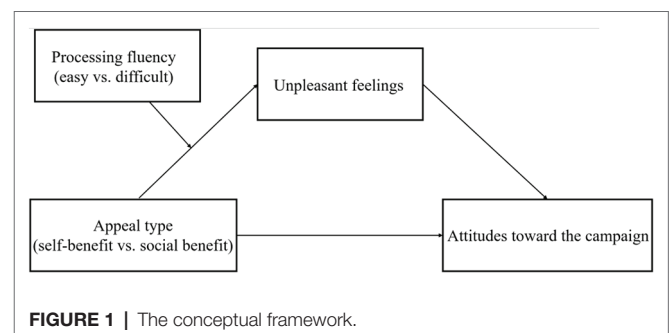 Processing fluency
(easy vs. difficult)
Unpleasant feelings
Appeal type
(self-benefit vs. social benefit)
Attitudes toward the campaign
FIGURE 1 | The conceptual framework.